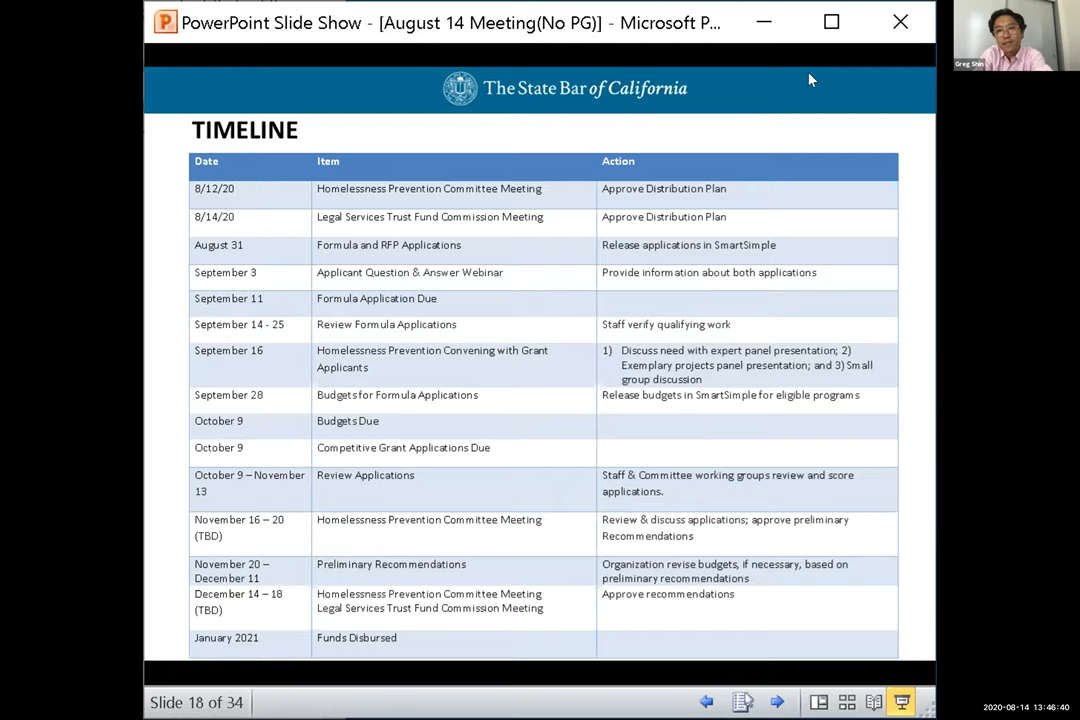 PowerPoint Slide Show - [August 14 Meeting(No PG)] - Microsoft P...
Greg Shin
The State Bar of California
TIMELINE
Date Item Action
8/12/20 Homelessness Prevention Committee Meeting Approve Distribution Plan
8/14/20 Legal Services Trust Fund Commission Meeting Approve Distribution Plan
August 31 Formula and RFP Applications Release applications in SmartSimple
September 3 Applicant Question & Answer Webinar Provide information about both applications
September 11 Formula Application Due
September 14 - 25 Review Formula Applications Staff verify qualifying work
September 16 Homelessness Prevention Convening with Grant
Applicants
1) Discuss need with expert panel presentation; 2)
Exemplary projects panel presentation; and 3) Small
group discussion
September 28 Budgets for Formula Applications Release budgets in SmartSimple for eligible programs
October 9 Budgets Due
October 9 Competitive Grant Applications Due
October 9 – November
13
Review Applications
Staff & Committee working groups review and score
applications.
November 16 – 20
(TBD)
Homelessness Prevention Committee Meeting
Review & discuss applications; approve preliminary
Recommendations
November 20 –
December 11
Preliminary Recommendations
Organization revise budgets, if necessary, based on
preliminary recommendations
December 14 – 18
(TBD)
Homelessness Prevention Committee Meeting
Legal Services Trust Fund Commission Meeting
Approve recommendations
January 2021 Funds Disbursed
Slide 18 of 34
2020-08-14 13:46:40